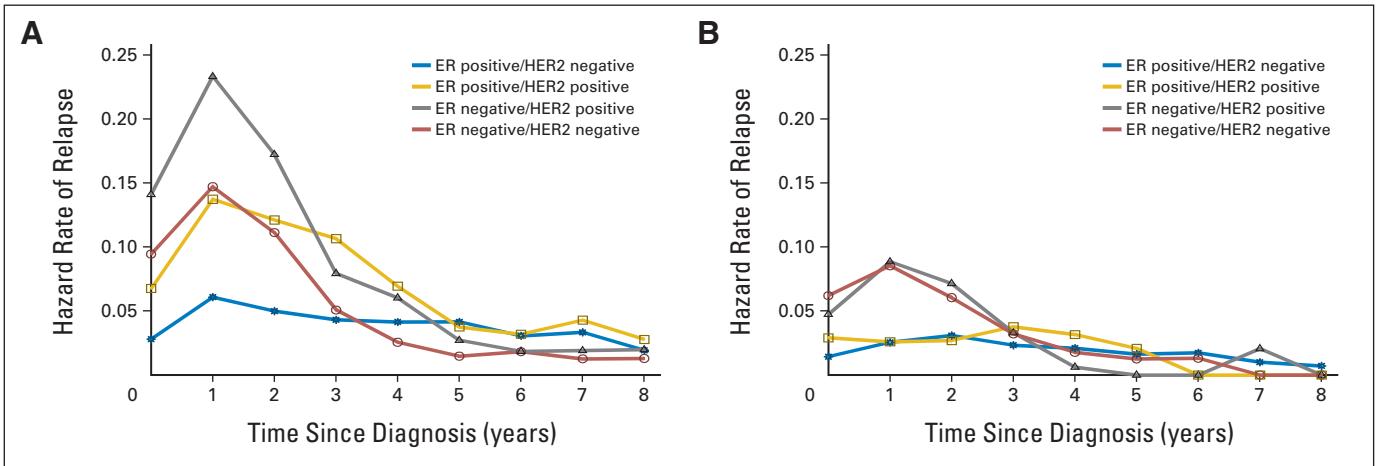 A
Hazard Rate of Relapse
0.25
0.20
0.15
0.10
0.05
ER positive/HER2 negative
ER positive/HER2 positive
ER negative/HER2 positive
ER negative/HER2 negative
0 1 2 3 4 5 6 7 8
Time Since Diagnosis (years)
B
Hazard Rate of Relapse
0.25
0.20
0.15
0.10
0.05
ER positive/HER2 negative
ER positive/HER2 positive
ER negative/HER2 positive
ER negative/HER2 negative
0 1 2 3 4 5 6 7 8
Time Since Diagnosis (years)